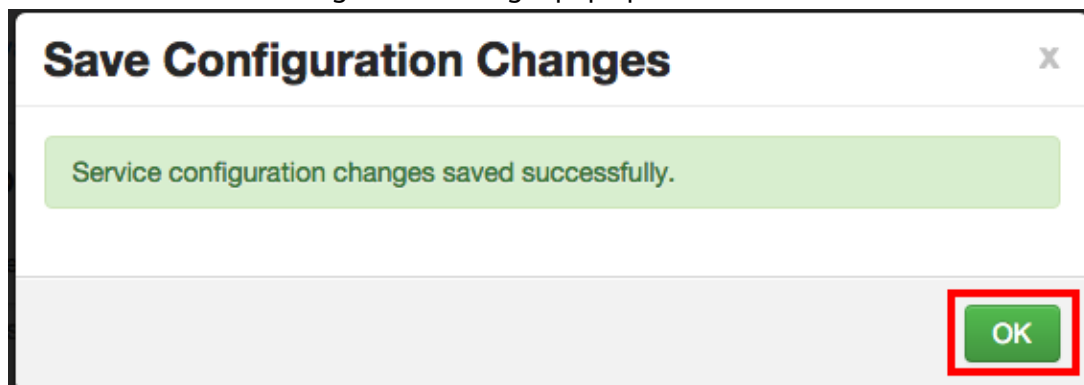 Save Configuration Changes
x
Service configuration changes saved successfully.
OK